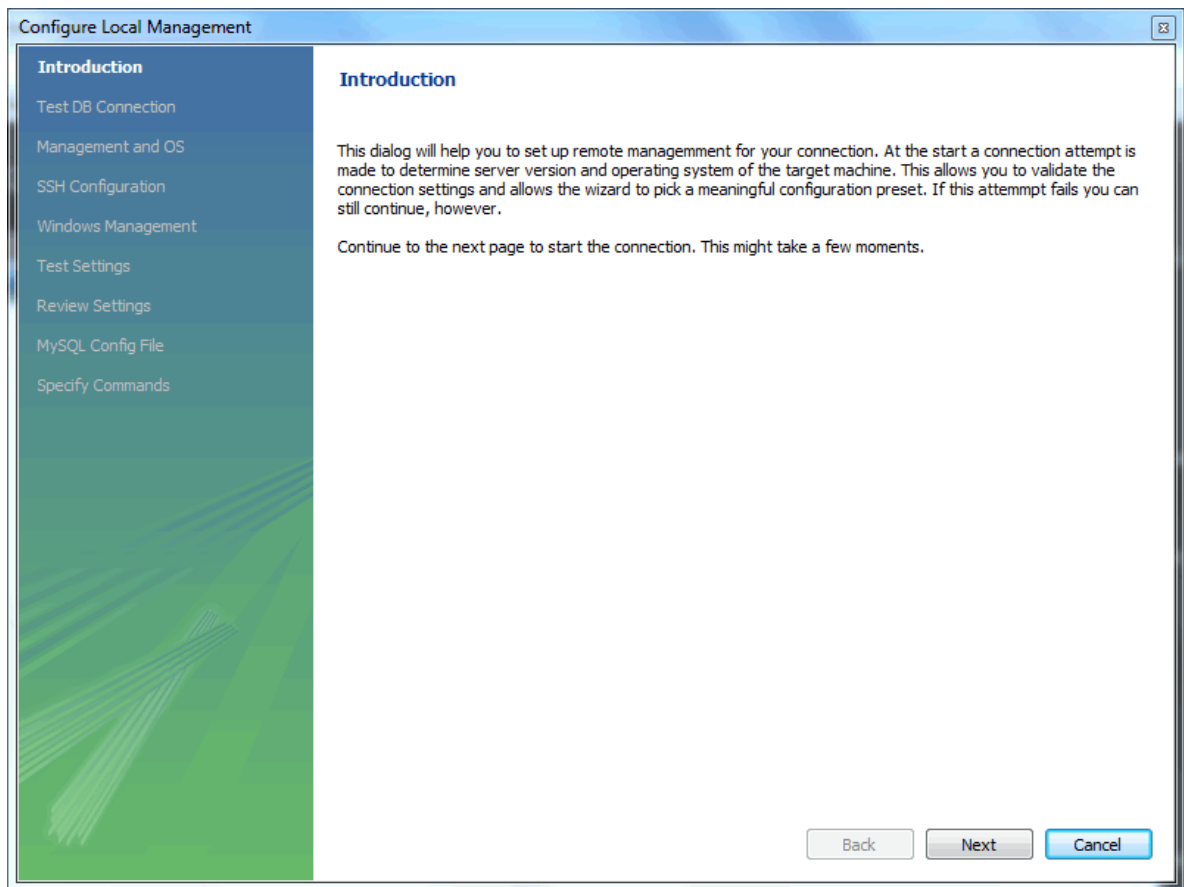 Configure Local Management
Introduction
Test DB Connection
Management and OS
SSH Configuration
Windows Management
Test Settings
Review Settings
MySQL Config File
Specify Commands
Introduction
This dialog will help you to set up remote managemment for your connection. At the start a connection attempt is
made to determine server version and operating system of the target machine. This allows you to validate the
connection settings and allows the wizard to pick a meaningful configuration preset. If this attemmpt fails you can
still continue, however.
Continue to the next page to start the connection. This might take a few moments.
Back Next Cancel